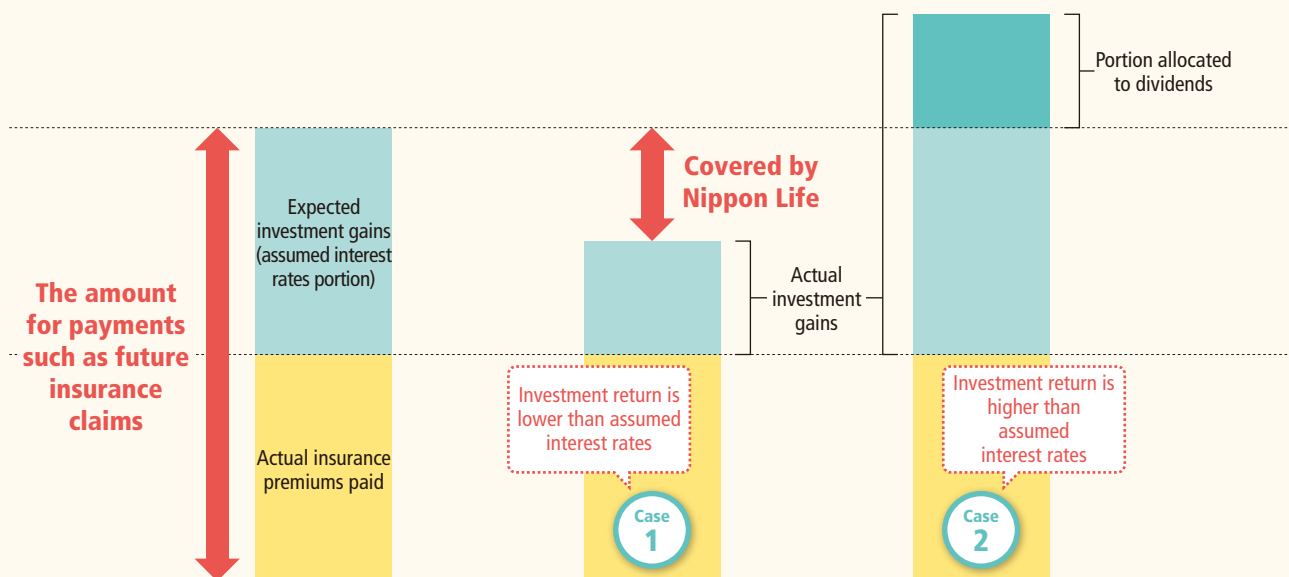 The amount
for payments
such as future
insurance
claims
Expected
investment gains
(assumed interest
rates portion)
Actual insurance
premiums paid
Covered by
Nippon Life
Actual
investment
gains
Investment return is
lower than assumed
interest rates
Case
1
Portion allocated
to dividends
Investment return is
higher than
assumed
interest rates
Case
2